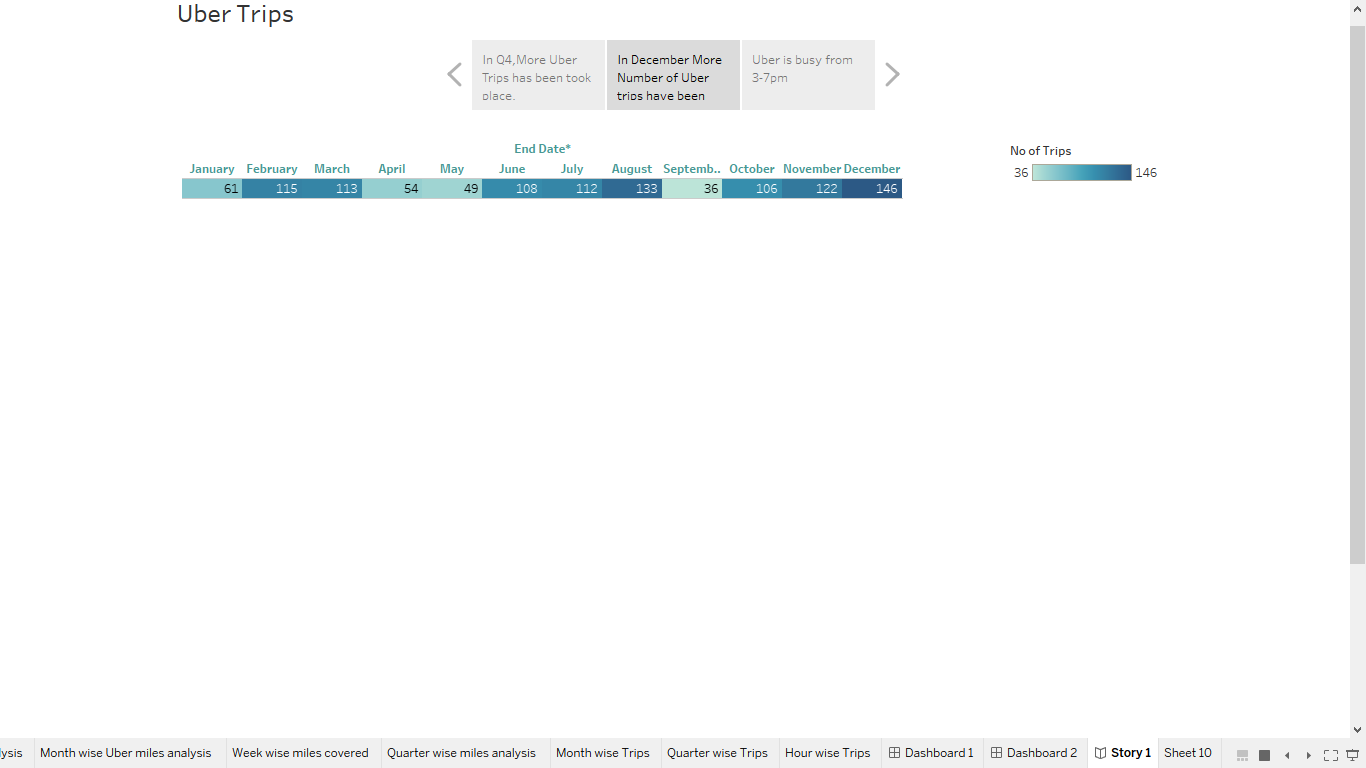 Uber Trips
In Q4,More Uber
Trips has been took
place.
In December More
Number of Uber
trips have been
Uber is busy from
3-7pm
End Date*
January February March April May June July August Septemb.. October November December
61 115 113 54 49 108 112 133 36 106 122 146
No of Trips
36 146
lysis Month wise Uber miles analysis Week wise miles covered Quarter wise miles analysis Month wise Trips Quarter wise Trips Hour wise Trips Dashboard 1 Dashboard 2 Story 1 Sheet 10